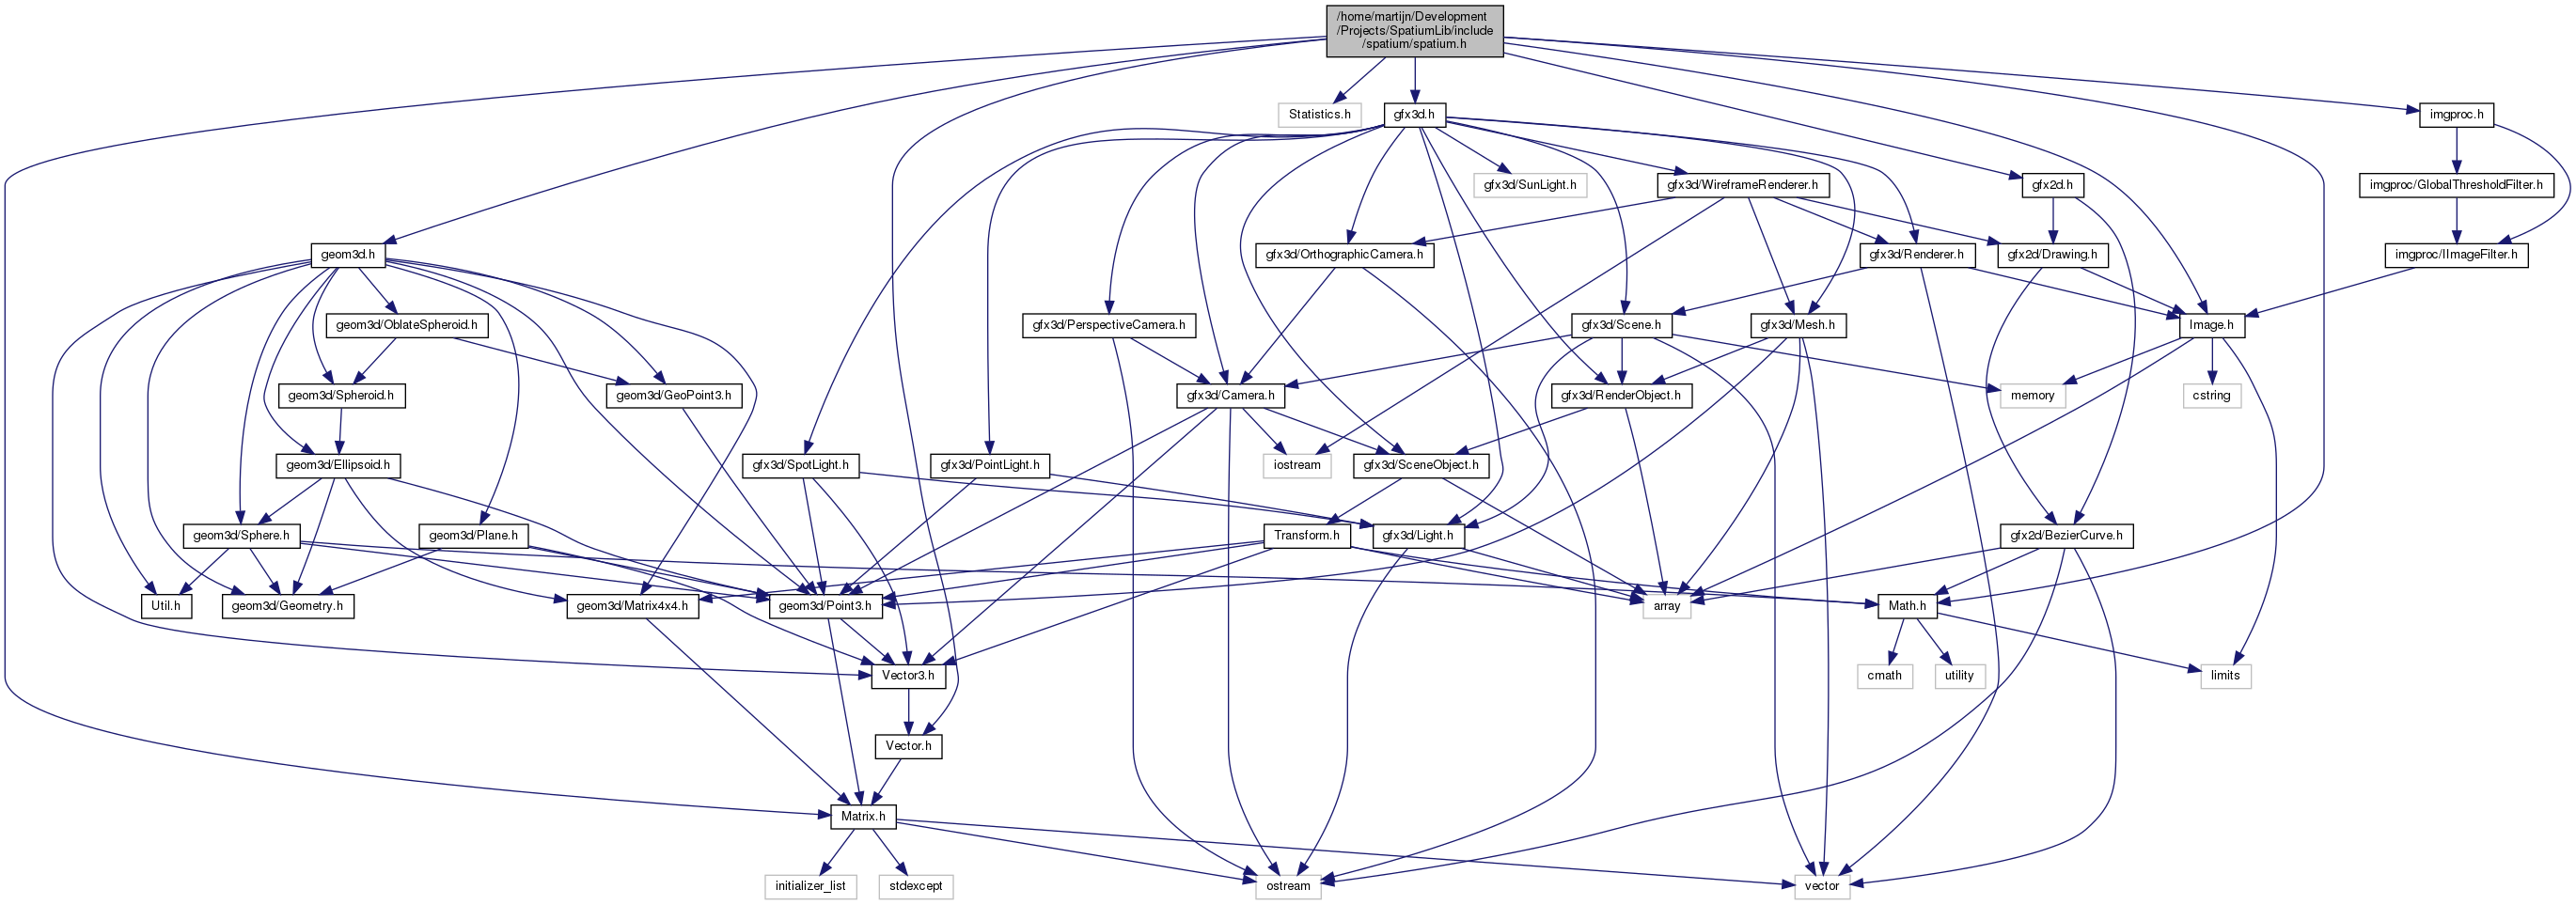 /home/martijn/Development
/Projects/SpatiumLib/include
/spatium/spatium.h
Statistics.h
gfx3d.h
imgproc.h
gfx3d/SunLight.h
gfx3d/WireframeRenderer.h
gfx2d.h
imgproc/GlobalThresholdFilter.h
geom3d.h
gfx3d/OrthographicCamera.h
gfx3d/Renderer.h
gfx2d/Drawing.h
imgproc/IImageFilter.h
geom3d/OblateSpheroid.h
gfx3d/PerspectiveCamera.h
gfx3d/Scene.h
gfx3d/Mesh.h
Image.h
geom3d/Spheroid.h
geom3d/GeoPoint3.h
gfx3d/Camera.h
gfx3d/RenderObject.h
memory
cstring
geom3d/Ellipsoid.h
gfx3d/SpotLight.h
gfx3d/PointLight.h
iostream
gfx3d/SceneObject.h
geom3d/Sphere.h
geom3d/Plane.h
Transform.h
gfx3d/Light.h
gfx2d/BezierCurve.h
Util.h
geom3d/Geometry.h
geom3d/Matrix4x4.h
geom3d/Point3.h
array
Math.h
Vector3.h
cmath
utility
limits
Vector.h
Matrix.h
initializer_list
stdexcept
ostream
vector